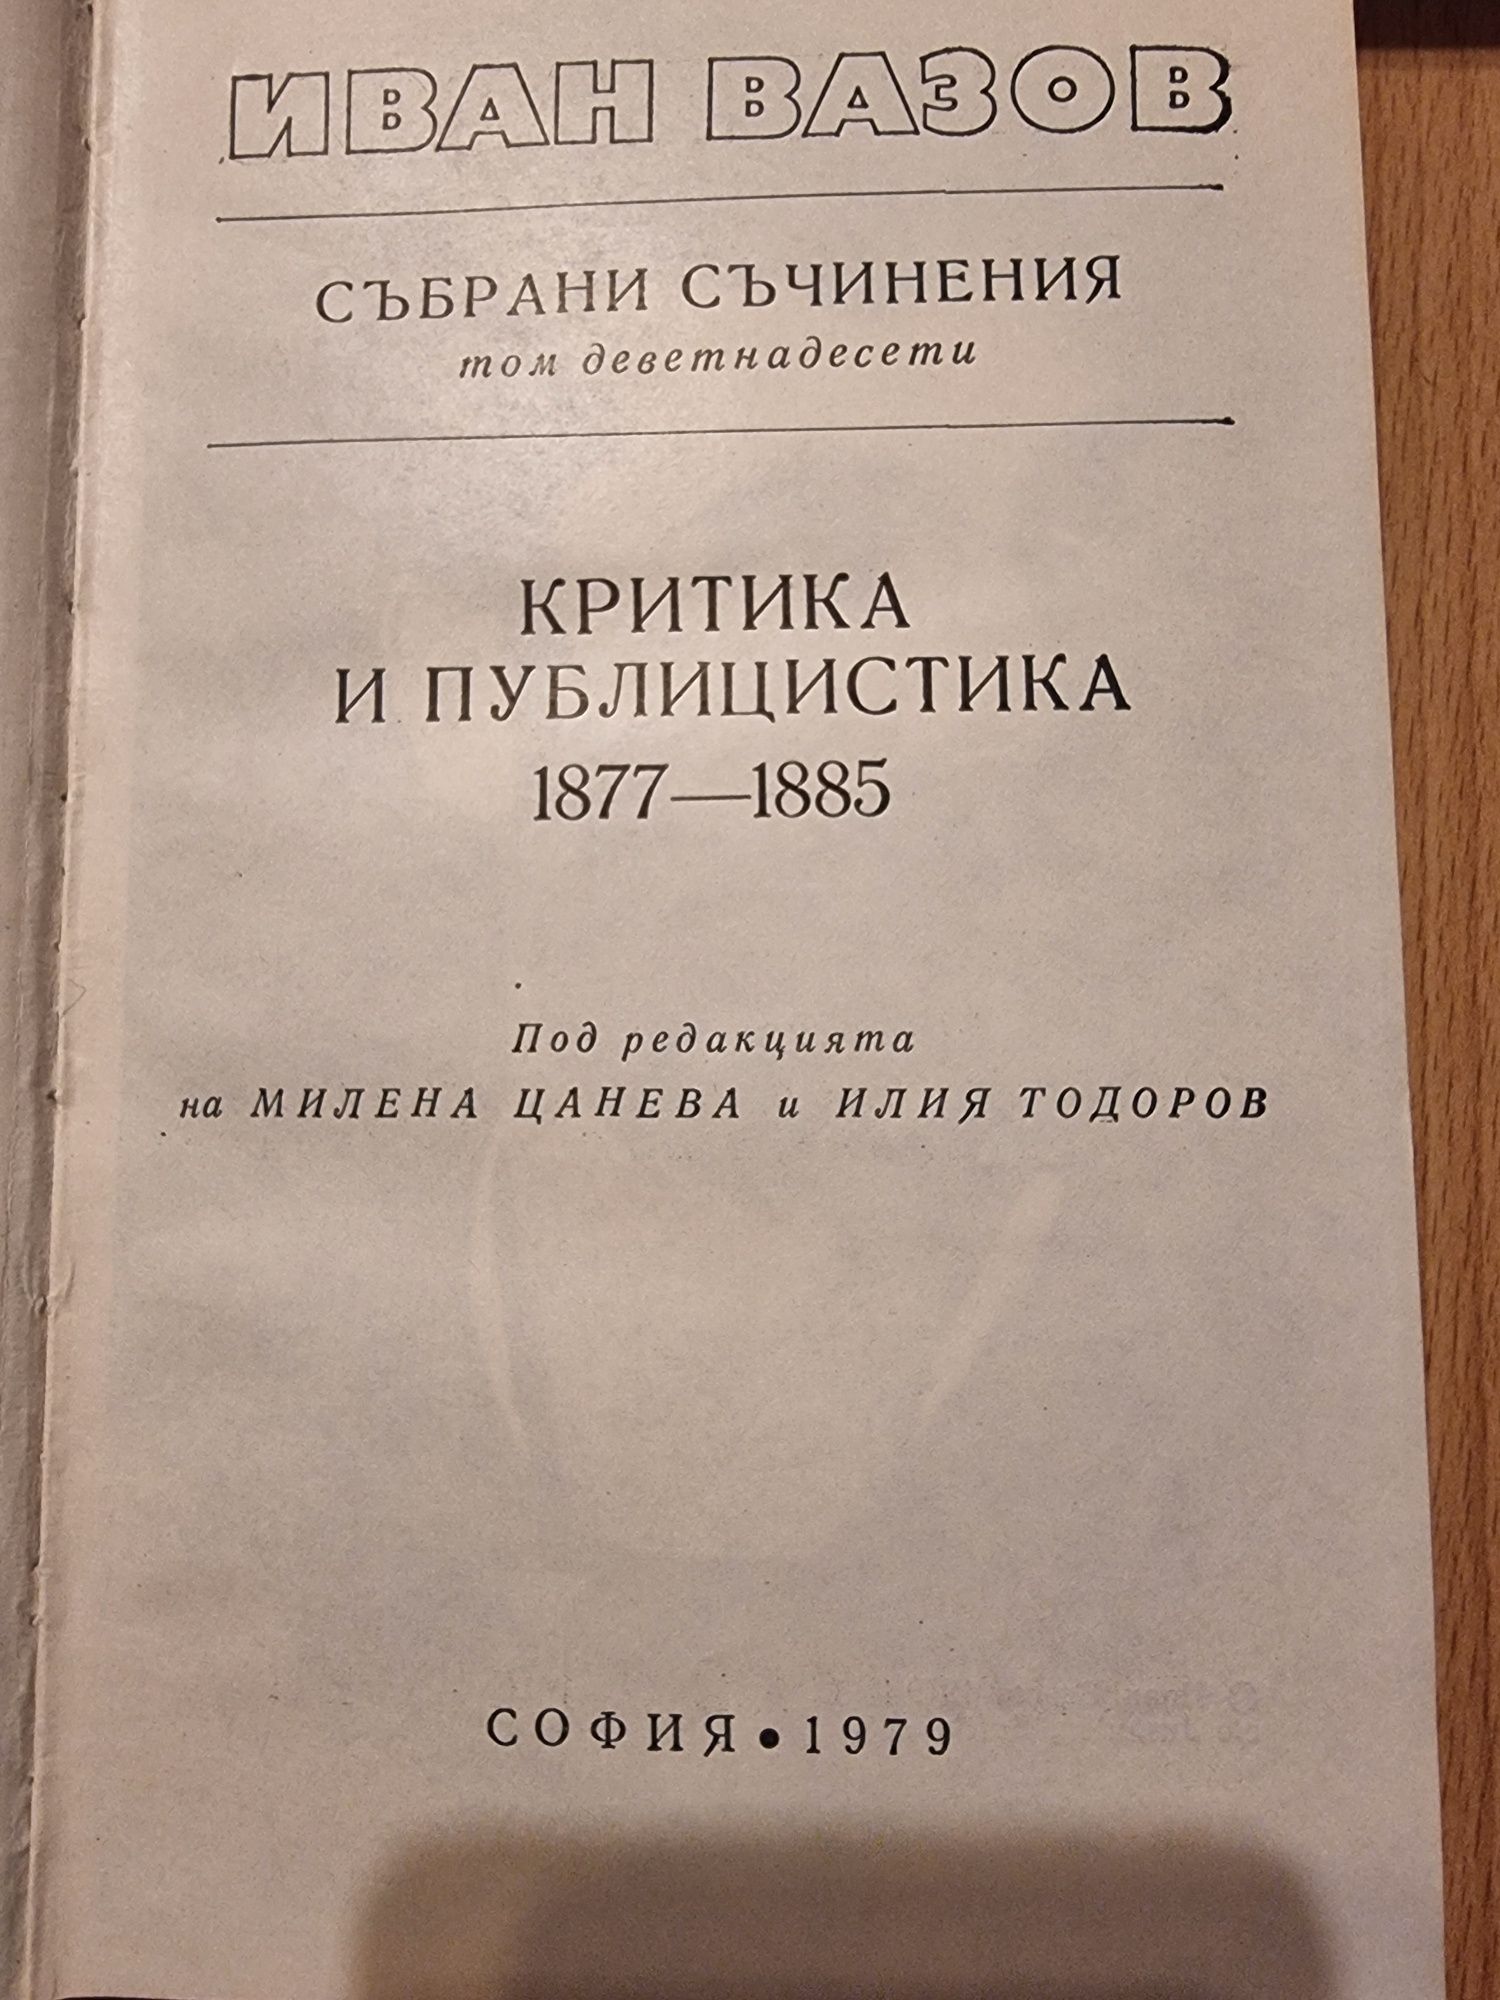 ИВАН ВАЗОВ
СЪБРАНИ СЪЧИНЕНИЯ
том деветнадесети
КРИТИКА
И ПУБЛИЦИСТИКА
1877—1885
Под редакцията
на МИЛЕНА ЦАНЕВА и ИЛИЯ ТОДОРОВ
СОФИЯ • 1979